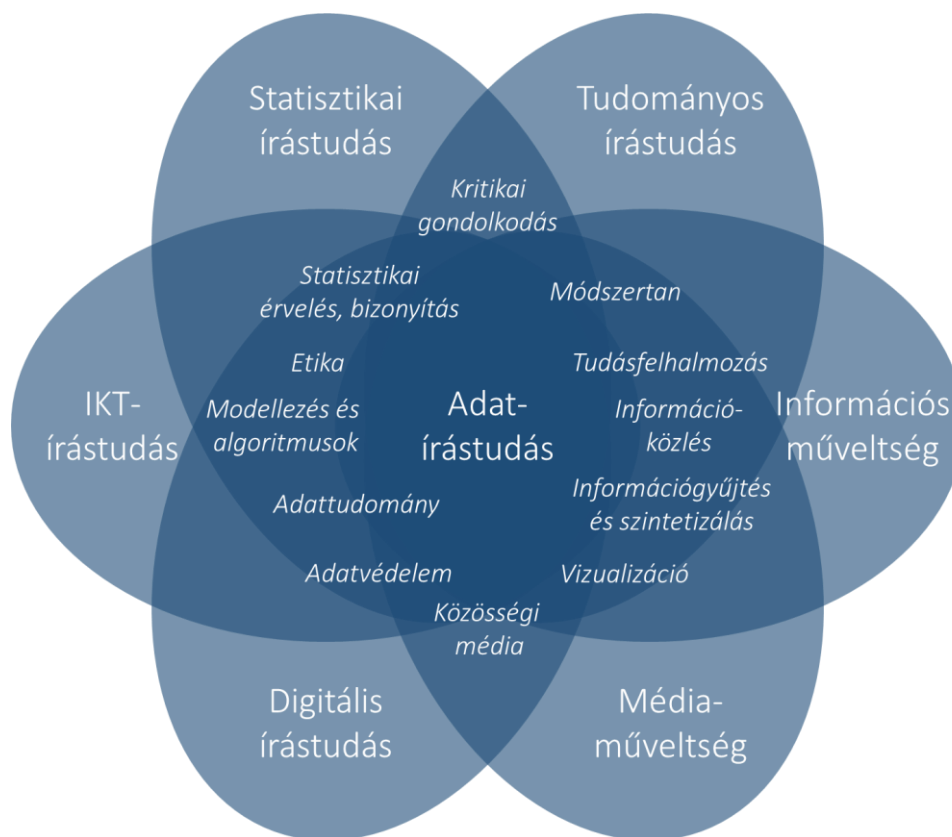 Statisztikai
írástudás
Tudományos
írástudás
Kritikai
gondolkodás
Statisztikai
érvelés, bizonyítás
Módszertan
Etika
Tudásfelhalmozás
IKT-
írástudás
Modellezés és
algoritmusok
Adat-
írástudás
Információ-
közlés
Információs
műveltség
Adattudomány
Információgyűjtés
és szintetizálás
Adatvédelem
Vizualizáció
Közösségi
média
Digitális
írástudás
Média-
műveltség